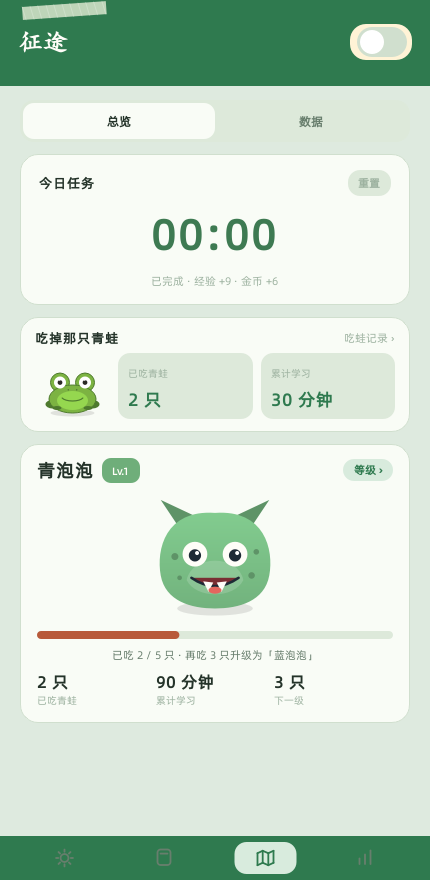 征途
总览 数据
今日任务 重置
00:00
已完成 · 经验 +9 · 金币 +6
吃掉那只青蛙 吃蛙记录 ›
已吃青蛙 累计学习
2 只 30 分钟
青泡泡 Lv.1 等级 ›
已吃 2 / 5 只 · 再吃 3 只升级为「蓝泡泡」
2 只 90 分钟 3 只
已吃青蛙 累计学习 下一级